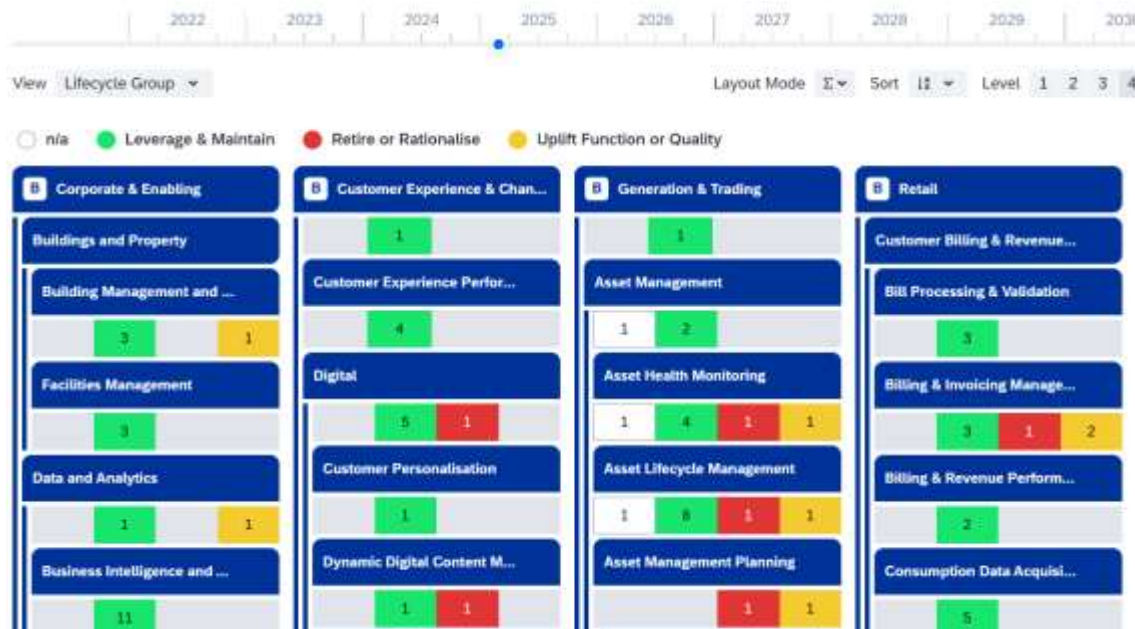 2022 2023 2024 2025 2026 2027 2028 2029 2030
View Lifecycle Group Layout Mode Σ Sort Level 1 2 3 4
n/a Leverage & Maintain Retire or Rationalise Uplift Function or Quality
B Corporate & Enabling
Buildings and Property
Building Management and ...
3 1
Facilities Management
3
Data and Analytics
1 1
Business Intelligence and ...
11
B Customer Experience & Chan...
1
Customer Experience Perfor...
4
Digital
5 1
Customer Personalisation
1
Dynamic Digital Content M...
1 1
B Generation & Trading
1
Asset Management
1 2
Asset Health Monitoring
1 4 1 1
Asset Lifecycle Management
1 8 1 1
Asset Management Planning
1 1
B Retail
Customer Billing & Revenue...
Bill Processing & Validation
3
Billing & Invoicing Manage...
3 1 2
Billing & Revenue Perform...
2
Consumption Data Acquisi...
5